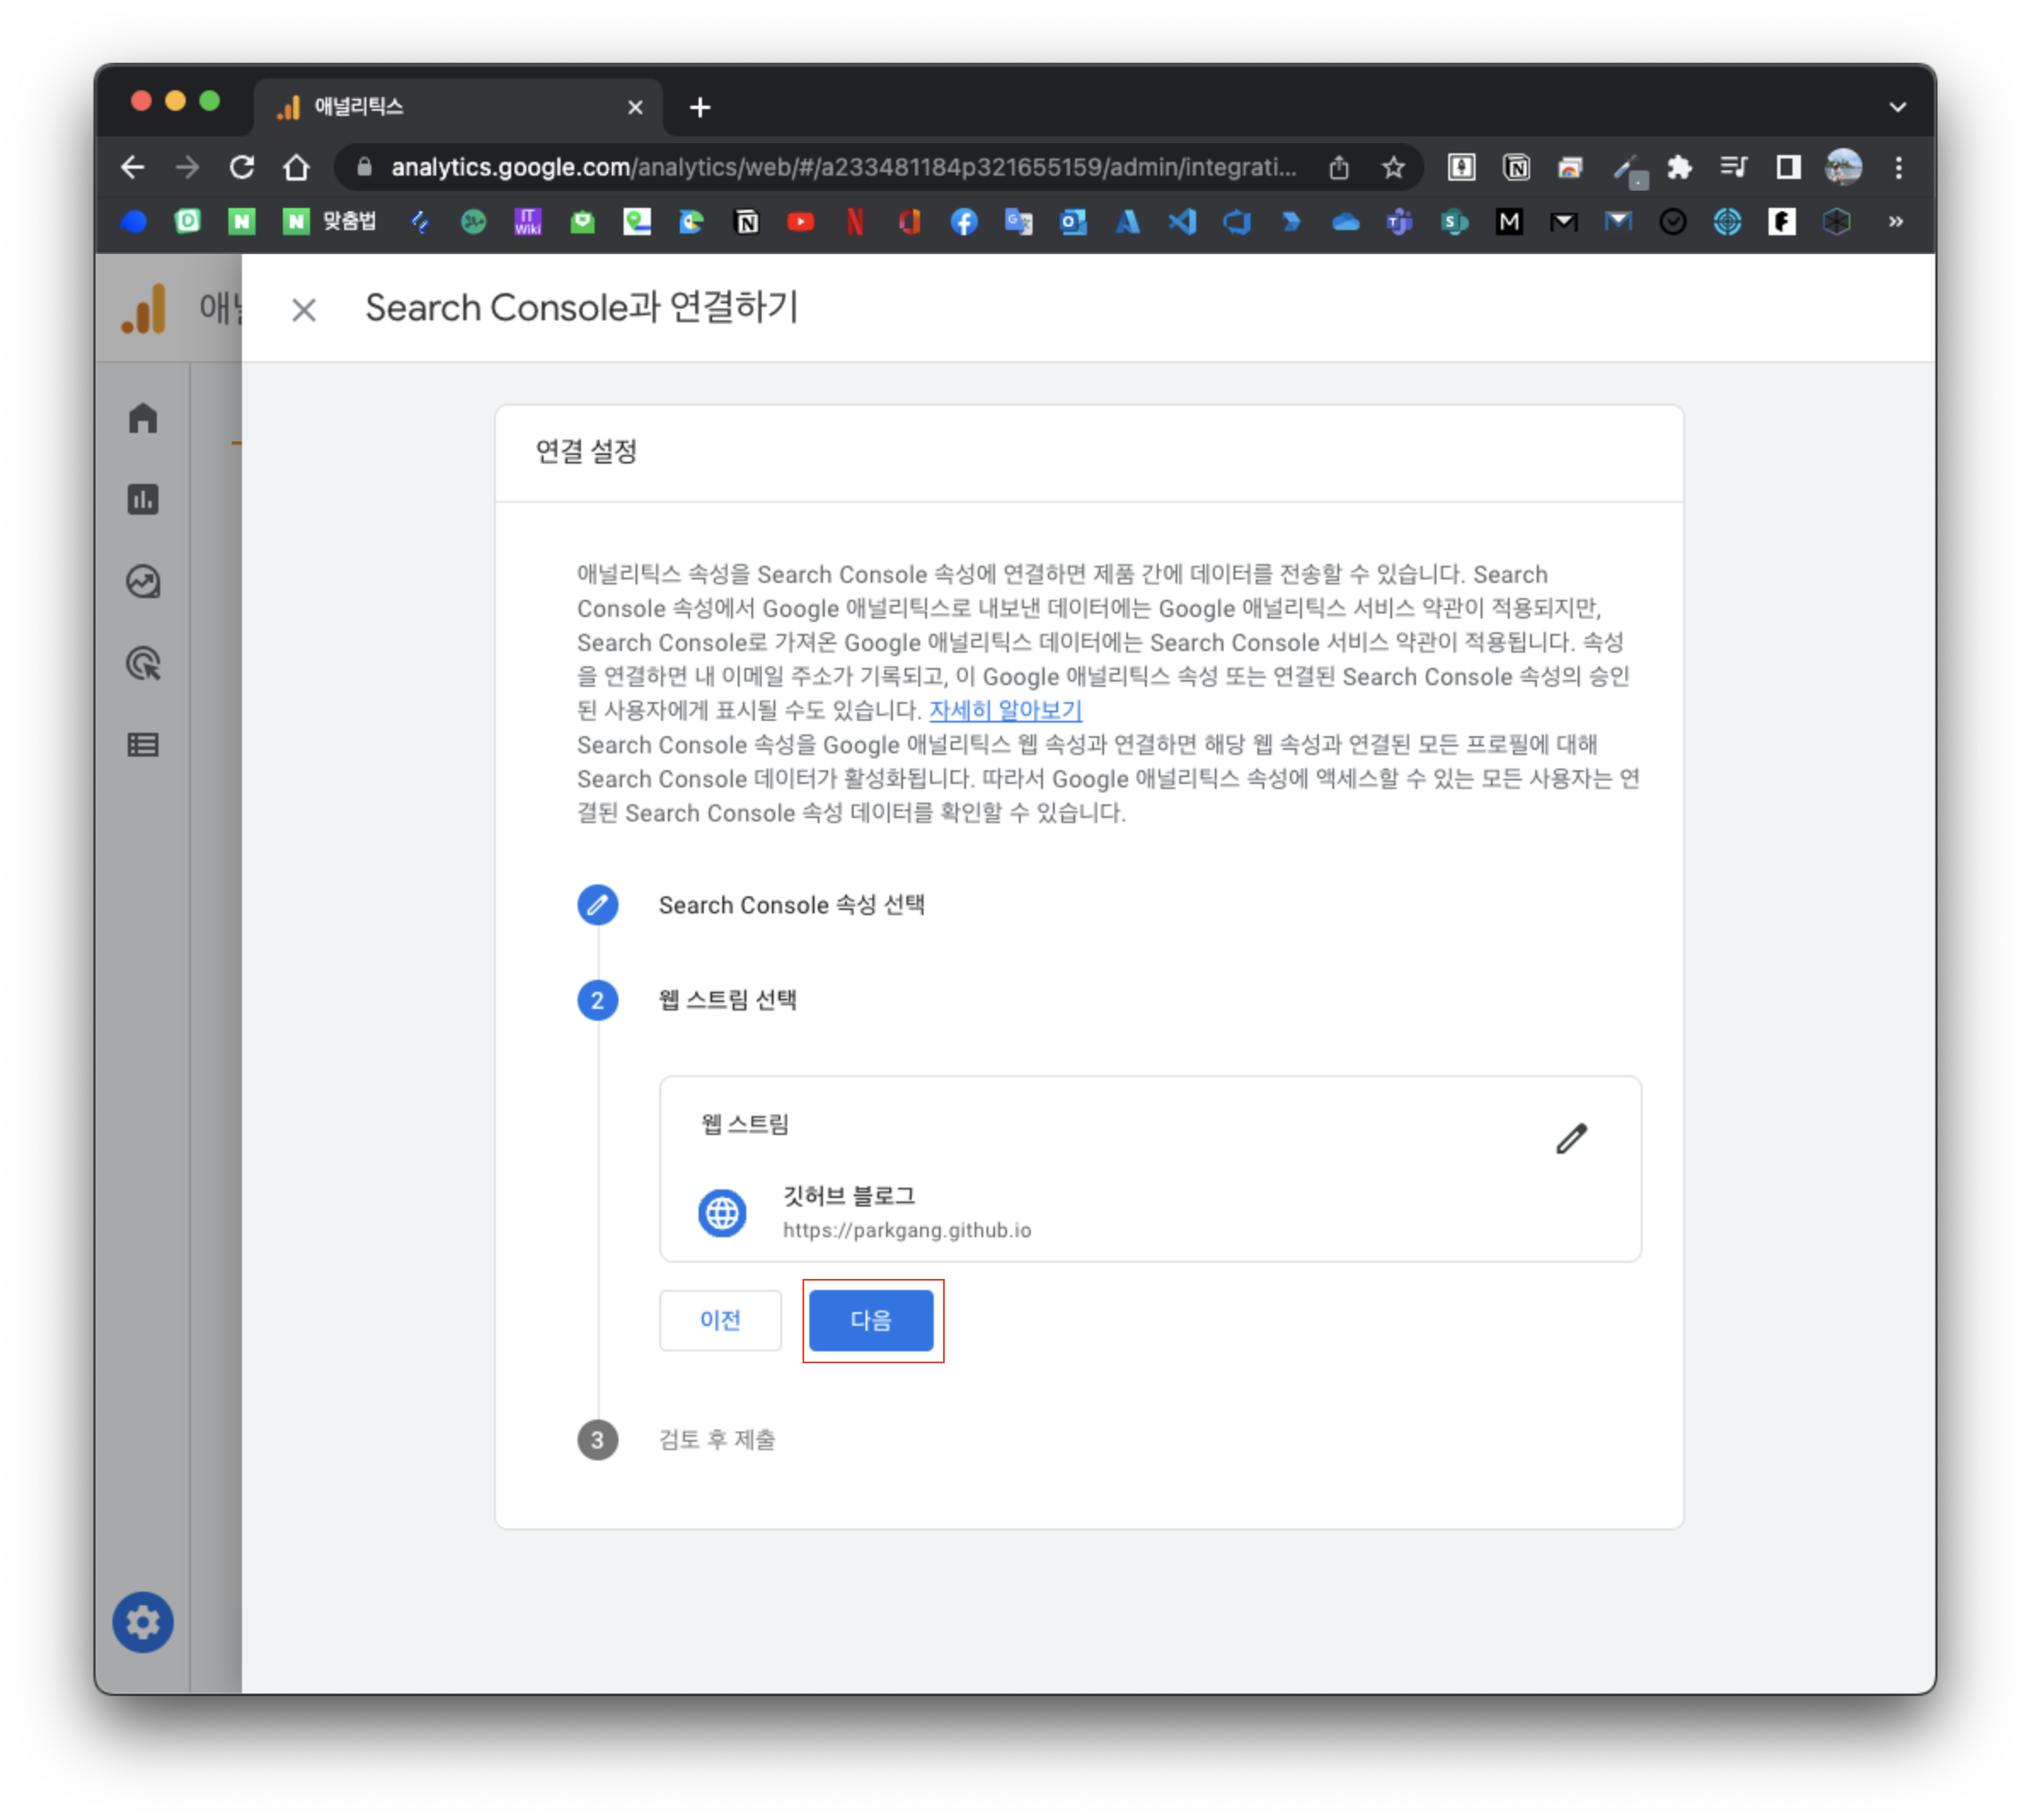 애널리틱스
analytics.google.com/analytics/web/#/a233481184p321655159/admin/integrati...
맞춤법
IT Wiki
애널
Search Console과 연결하기
연결 설정
애널리틱스 속성을 Search Console 속성에 연결하면 제품 간에 데이터를 전송할 수 있습니다. Search
Console 속성에서 Google 애널리틱스로 내보낸 데이터에는 Google 애널리틱스 서비스 약관이 적용되지만,
Search Console로 가져온 Google 애널리틱스 데이터에는 Search Console 서비스 약관이 적용됩니다. 속성
을 연결하면 내 이메일 주소가 기록되고, 이 Google 애널리틱스 속성 또는 연결된 Search Console 속성의 승인
된 사용자에게 표시될 수도 있습니다. 자세히 알아보기
Search Console 속성을 Google 애널리틱스 웹 속성과 연결하면 해당 웹 속성과 연결된 모든 프로필에 대해
Search Console 데이터가 활성화됩니다. 따라서 Google 애널리틱스 속성에 액세스할 수 있는 모든 사용자는 연
결된 Search Console 속성 데이터를 확인할 수 있습니다.
Search Console 속성 선택
2 웹 스트림 선택
웹 스트림
깃허브 블로그
https://parkgang.github.io
이전 다음
3 검토 후 제출